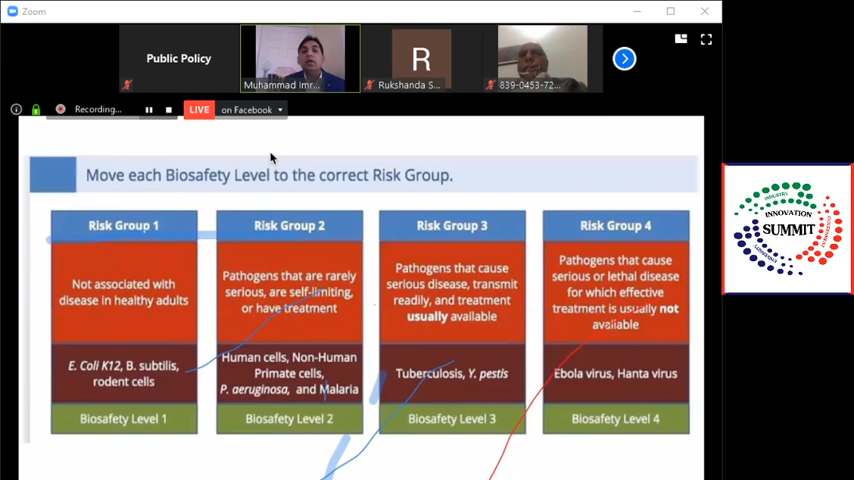 Zoom
Public Policy
R
Muhammad Imr...
Rukshanda S...
839-0453-72...
Recording...
LIVE
on Facebook
Move each Biosafety Level to the correct Risk Group.
Risk Group 1
Not associated with
disease in healthy adults
E. Coli K12, B. subtilis,
rodent cells
Biosafety Level 1
Risk Group 2
Pathogens that are rarely
serious, are self-limiting,
or have treatment
Human cells, Non-Human
Primate cells,
P. aeruginosa, and Malaria
Biosafety Level 2
Risk Group 3
Pathogens that cause
serious disease, transmit
readily, and treatment
usually available
Tuberculosis, Y. pestis
Biosafety Level 3
Risk Group 4
Pathogens that cause
serious or lethal disease
for which effective
treatment is usually not
available
Ebola virus, Hanta virus
Biosafety Level 4
INDUSTRY
INNOVATION
SUMMIT
GOVERNMENT